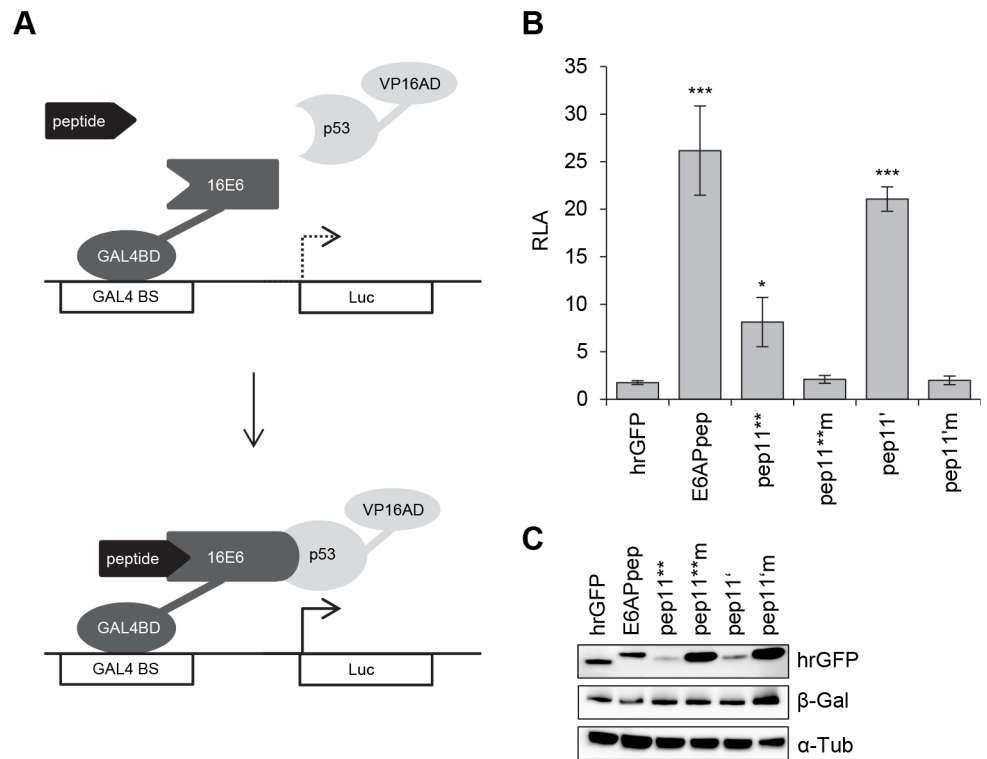 A
VP16AD
peptide
p53
16E6
GAL4BD
GAL4 BS
Luc
VP16AD
peptide
16E6
p53
GAL4BD
GAL4 BS
Luc
B
35
30
25
20
15
10
5
0
RLA
***
*
***
hrGFP
E6APpep
pep11**
pep11**m
pep11'
pep11'm
C
hrGFP
E6APpep
pep11**
pep11**m
pep11‘
pep11‘m
hrGFP
β-Gal
α-Tub